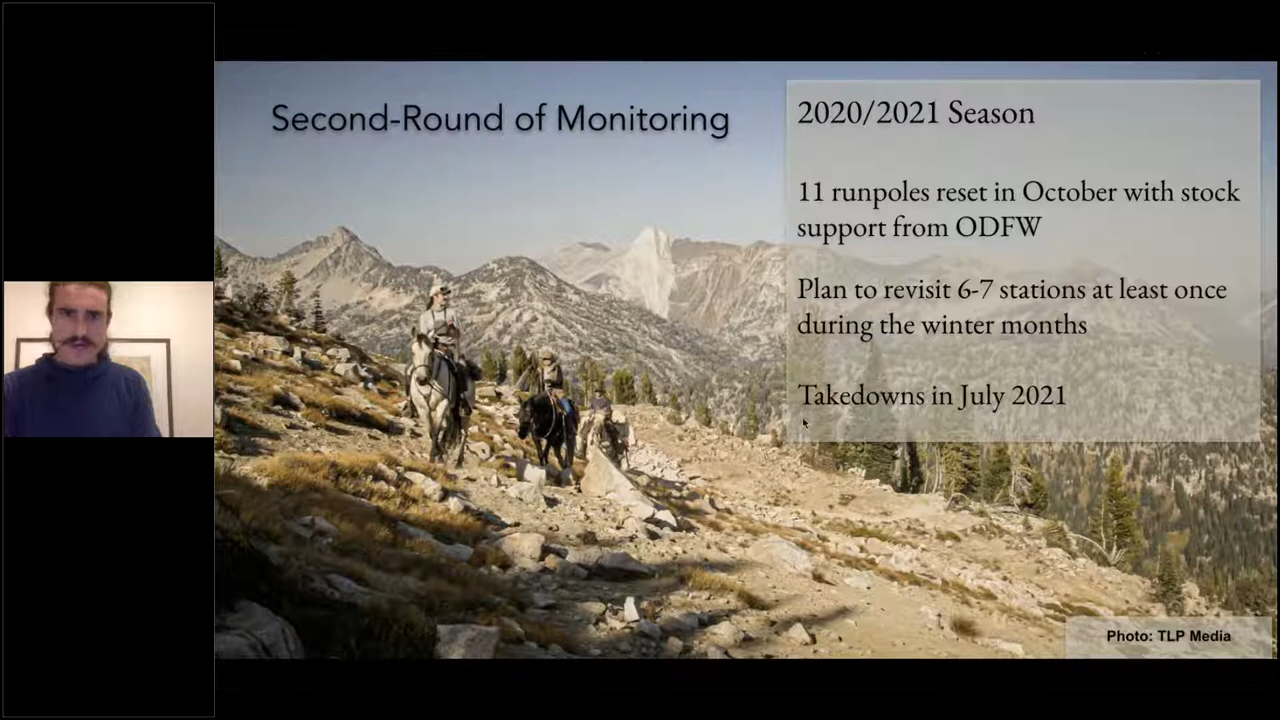 Second-Round of Monitoring
2020/2021 Season
11 runpoles reset in October with stock
support from ODFW
Plan to revisit 6-7 stations at least once
during the winter months
Takedowns in July 2021
Photo: TLP Media